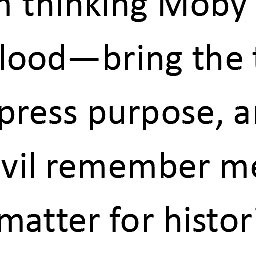 thinking Moby
lood—bring the
press purpose, a
vil remember me
matter for histor